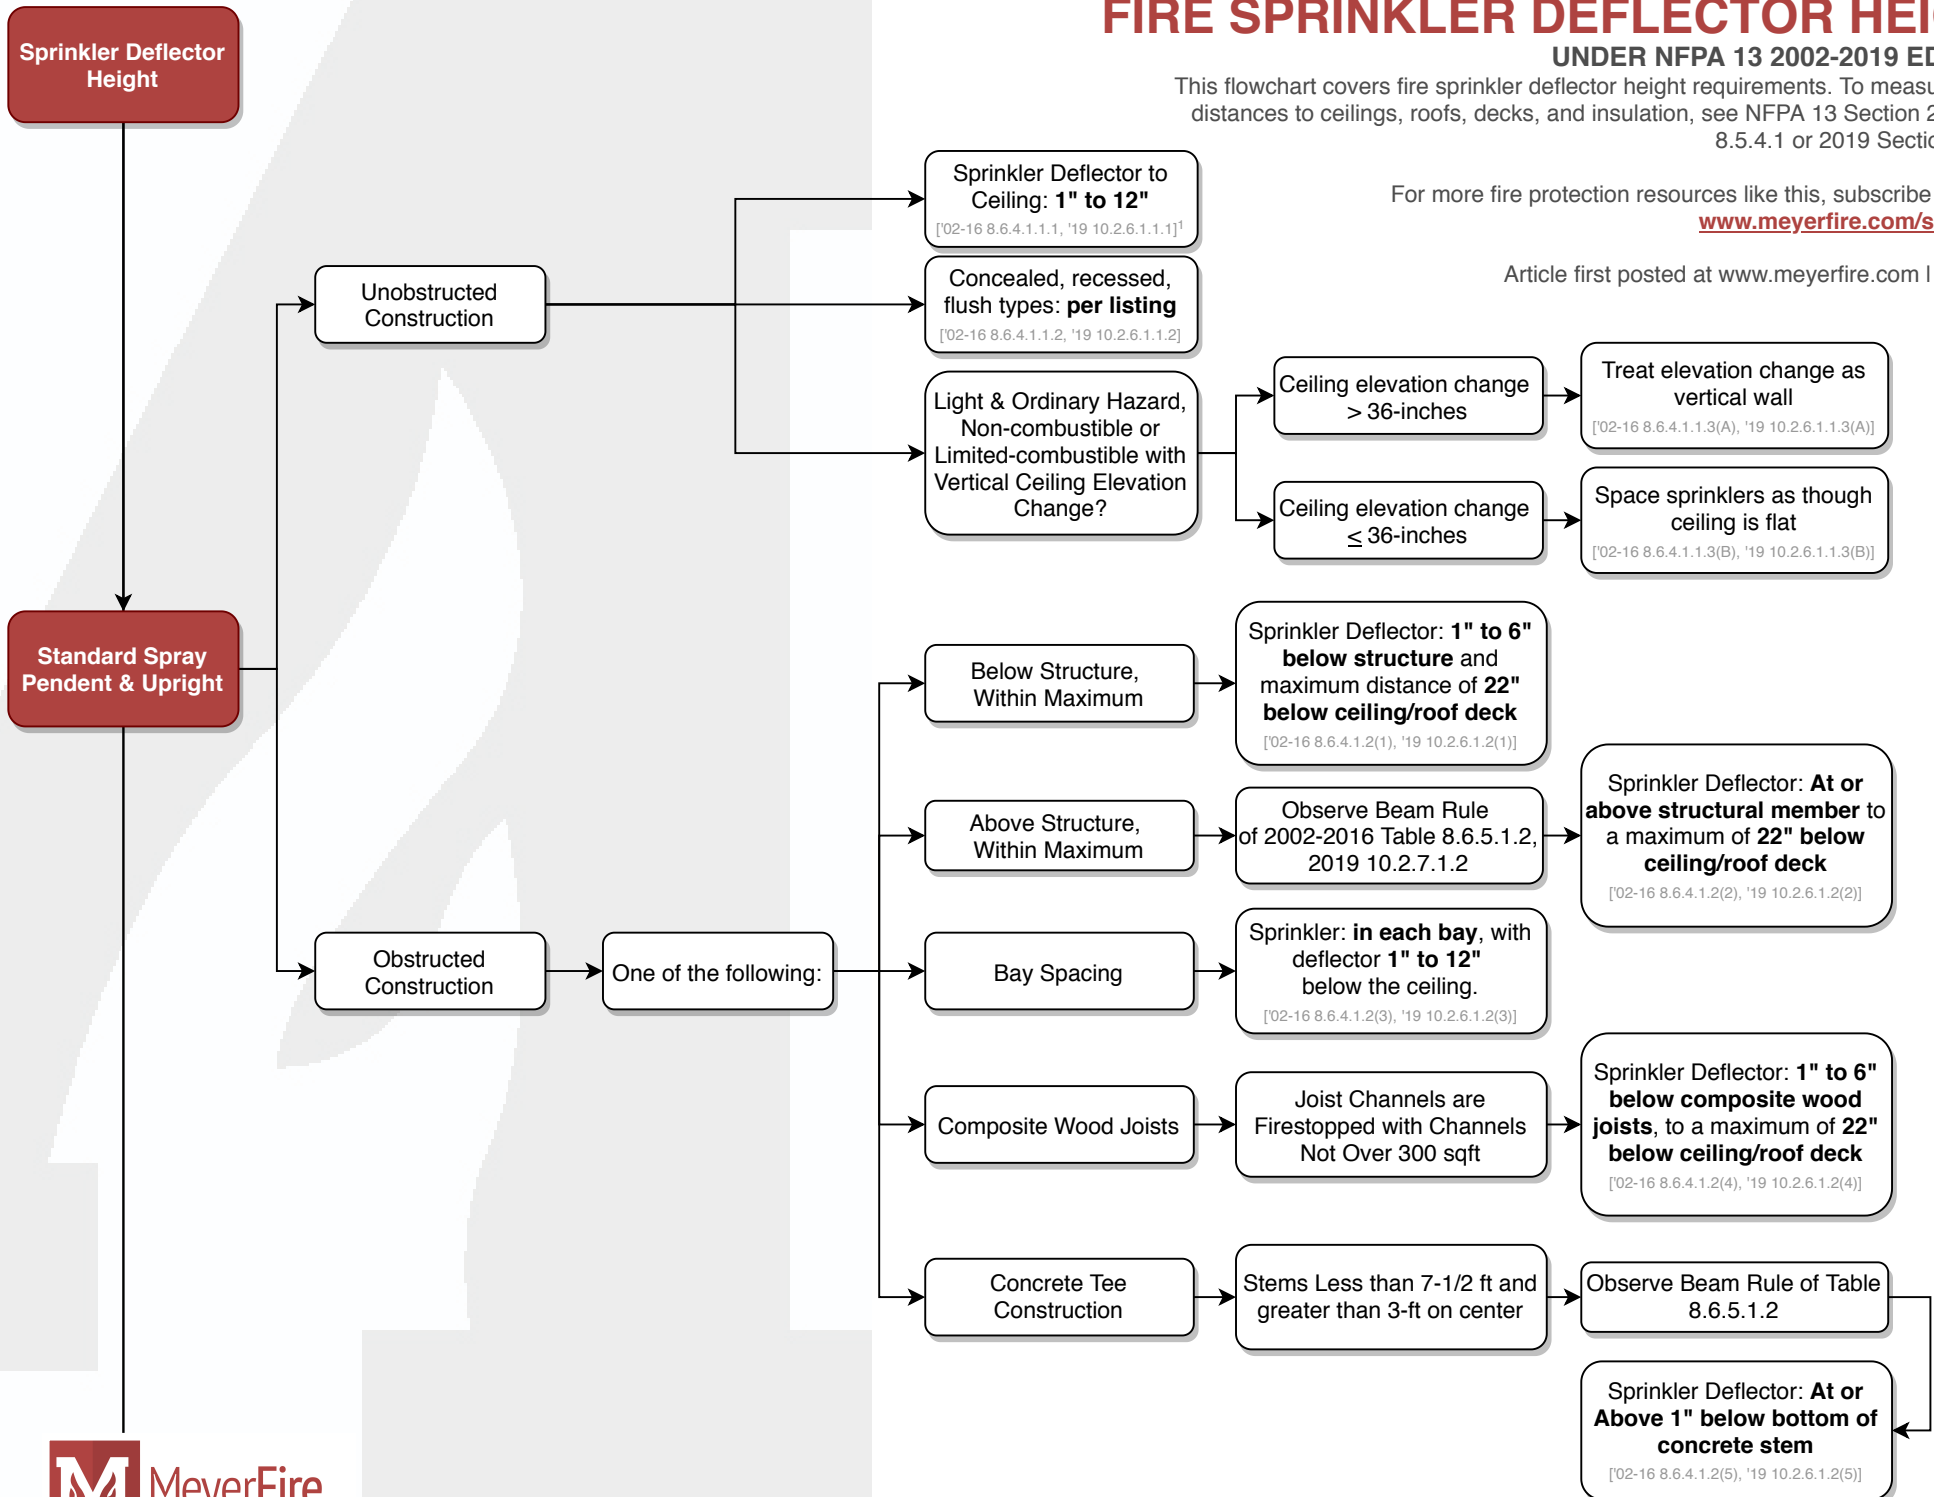 FIRE SPRINKLER DEFLECTOR HEI
UNDER NFPA 13 2002-2019 ED
This flowchart covers fire sprinkler deflector height requirements. To measu
distances to ceilings, roofs, decks, and insulation, see NFPA 13 Section 2
8.5.4.1 or 2019 Sectio
For more fire protection resources like this, subscribe
www.meyerfire.com/s
Article first posted at www.meyerfire.com |
Sprinkler Deflector
Height
Standard Spray
Pendent & Upright
Unobstructed
Construction
Sprinkler Deflector to
Ceiling: 1" to 12"
['02-16 8.6.4.1.1.1, '19 10.2.6.1.1.1]¹
Concealed, recessed,
flush types: per listing
['02-16 8.6.4.1.1.2, '19 10.2.6.1.1.2]
Light & Ordinary Hazard,
Non-combustible or
Limited-combustible with
Vertical Ceiling Elevation
Change?
Ceiling elevation change
> 36-inches
Treat elevation change as
vertical wall
['02-16 8.6.4.1.1.3(A), '19 10.2.6.1.1.3(A)]
Ceiling elevation change
≤ 36-inches
Space sprinklers as though
ceiling is flat
['02-16 8.6.4.1.1.3(B), '19 10.2.6.1.1.3(B)]
Obstructed
Construction
One of the following:
Below Structure,
Within Maximum
Sprinkler Deflector: 1" to 6"
below structure and
maximum distance of 22"
below ceiling/roof deck
['02-16 8.6.4.1.2(1), '19 10.2.6.1.2(1)]
Above Structure,
Within Maximum
Observe Beam Rule
of 2002-2016 Table 8.6.5.1.2,
2019 10.2.7.1.2
Sprinkler Deflector: At or
above structural member to
a maximum of 22" below
ceiling/roof deck
['02-16 8.6.4.1.2(2), '19 10.2.6.1.2(2)]
Bay Spacing
Sprinkler: in each bay, with
deflector 1" to 12"
below the ceiling.
['02-16 8.6.4.1.2(3), '19 10.2.6.1.2(3)]
Composite Wood Joists
Joist Channels are
Firestopped with Channels
Not Over 300 sqft
Sprinkler Deflector: 1" to 6"
below composite wood
joists, to a maximum of 22"
below ceiling/roof deck
['02-16 8.6.4.1.2(4), '19 10.2.6.1.2(4)]
Concrete Tee
Construction
Stems Less than 7-1/2 ft and
greater than 3-ft on center
Observe Beam Rule of Table
8.6.5.1.2
Sprinkler Deflector: At or
Above 1" below bottom of
concrete stem
['02-16 8.6.4.1.2(5), '19 10.2.6.1.2(5)]
MeyerFire